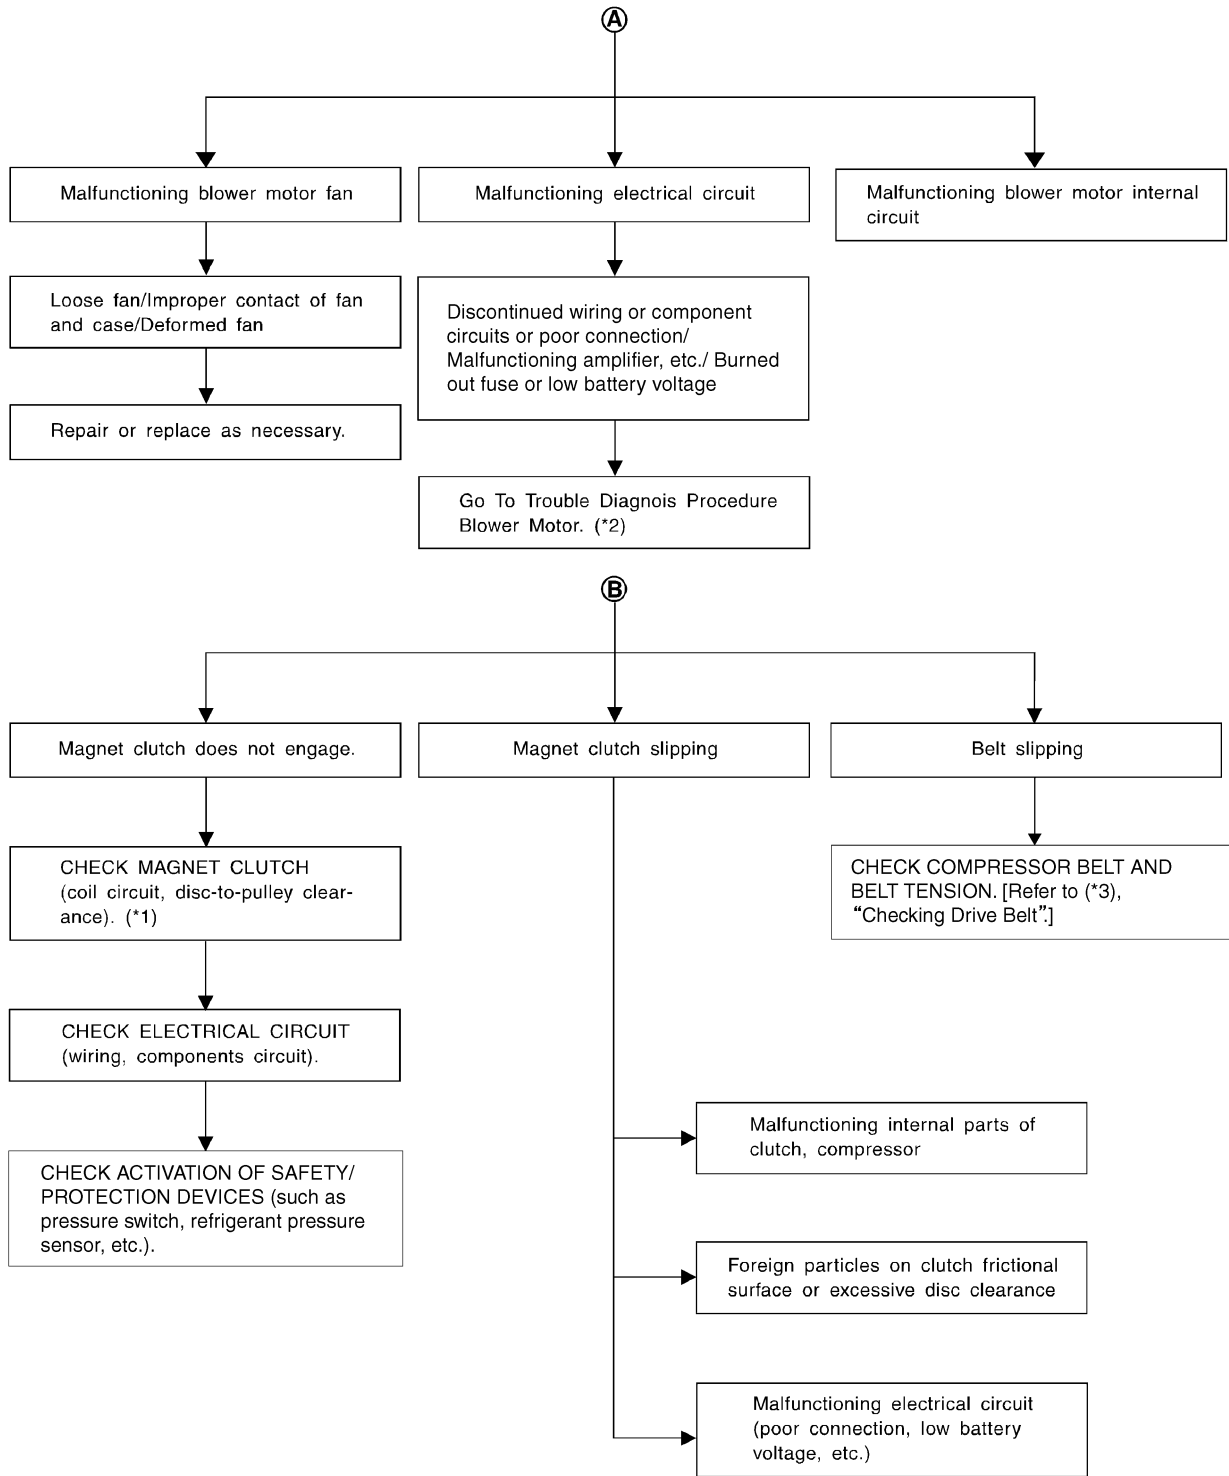 A
Malfunctioning blower motor fan
Malfunctioning electrical circuit
Malfunctioning blower motor internal
circuit
Loose fan/Improper contact of fan
and case/Deformed fan
Discontinued wiring or component
circuits or poor connection/
Malfunctioning amplifier, etc./ Burned
out fuse or low battery voltage
Repair or replace as necessary.
Go To Trouble Diagnois Procedure
Blower Motor. (*2)
B
Magnet clutch does not engage.
Magnet clutch slipping
Belt slipping
CHECK MAGNET CLUTCH
(coil circuit, disc-to-pulley clear-
ance). (*1)
CHECK COMPRESSOR BELT AND
BELT TENSION. [Refer to (*3),
“Checking Drive Belt”.]
CHECK ELECTRICAL CIRCUIT
(wiring, components circuit).
CHECK ACTIVATION OF SAFETY/
PROTECTION DEVICES (such as
pressure switch, refrigerant pressure
sensor, etc.).
Malfunctioning internal parts of
clutch, compressor
Foreign particles on clutch frictional
surface or excessive disc clearance
Malfunctioning electrical circuit
(poor connection, low battery
voltage, etc.)